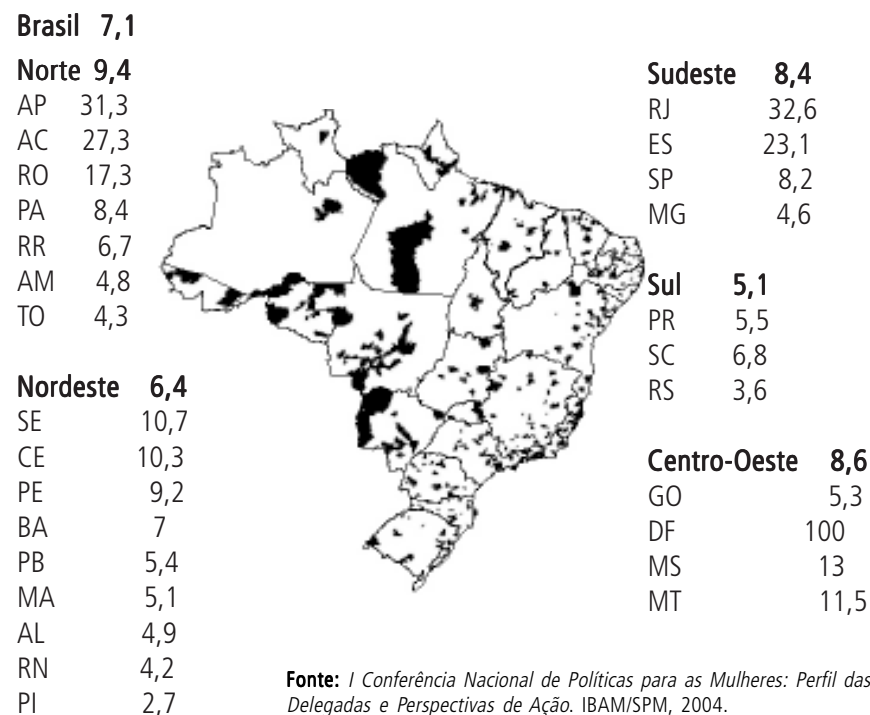 Brasil 7,1
Norte 9,4
AP 31,3
AC 27,3
RO 17,3
PA 8,4
RR 6,7
AM 4,8
TO 4,3
Nordeste 6,4
SE 10,7
CE 10,3
PE 9,2
BA 7
PB 5,4
MA 5,1
AL 4,9
RN 4,2
PI 2,7
Sudeste 8,4
RJ 32,6
ES 23,1
SP 8,2
MG 4,6
Sul 5,1
PR 5,5
SC 6,8
RS 3,6
Centro-Oeste 8,6
GO 5,3
DF 100
MS 13
MT 11,5
Fonte: I Conferência Nacional de Políticas para as Mulheres: Perfil das
Delegadas e Perspectivas de Ação. IBAM/SPM, 2004.